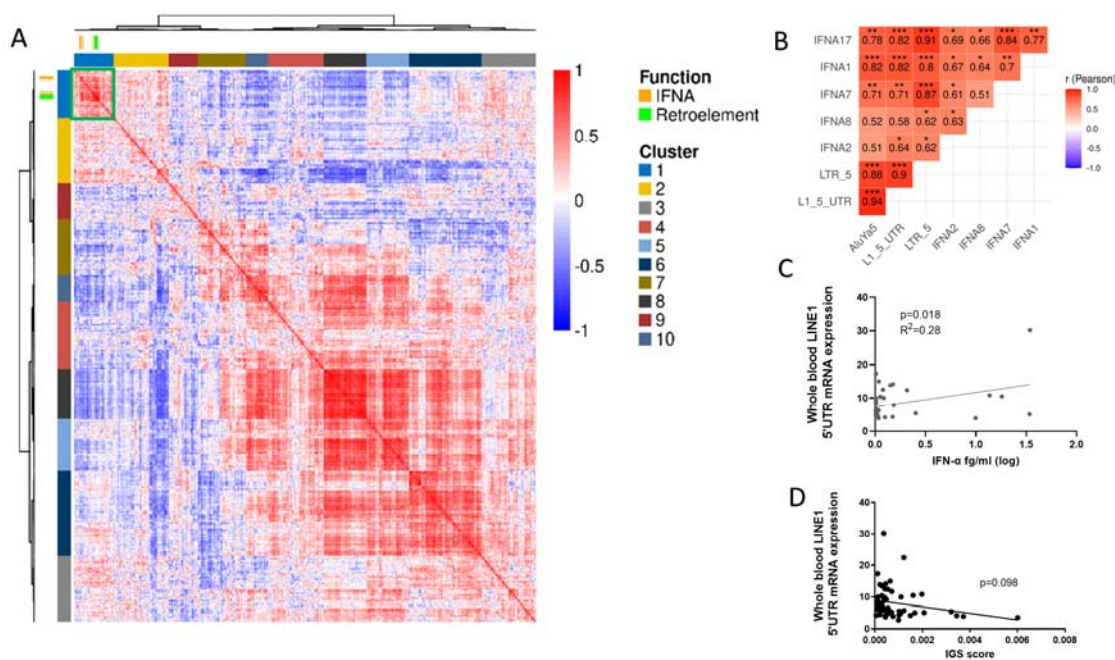 A
Function
IFNA
Retroelement
Cluster
1
2
3
4
5
6
7
8
9
10
1
0.5
0
-0.5
-1
B
IFNA17
IFNA1
IFNA7
IFNA8
IFNA2
LTR_5
L1_5_UTR
** *** *** * * *** **
0.78 0.82 0.91 0.69 0.66 0.84 0.77
*** *** *** * * **
0.82 0.82 0.8 0.67 0.64 0.7
** ** *** *
0.71 0.71 0.87 0.61 0.51
* *
0.52 0.58 0.62 0.63
*
0.51 0.64 0.62
*** ***
0.88 0.9
***
0.94
AluYa5
L1_5_UTR
LTR_5
IFNA2
IFNA8
IFNA7
IFNA1
r (Pearson)
1.0
0.5
0.0
-0.5
-1.0
C
Whole blood LINE1
5'UTR mRNA expression
40
30
20
10
0
p=0.018
R²=0.28
0.0 0.5 1.0 1.5 2.0
IFN-α fg/ml (log)
D
Whole blood LINE1
5'UTR mRNA expression
40
30
20
10
0
p=0.098
0.000 0.002 0.004 0.006 0.008
IGS score